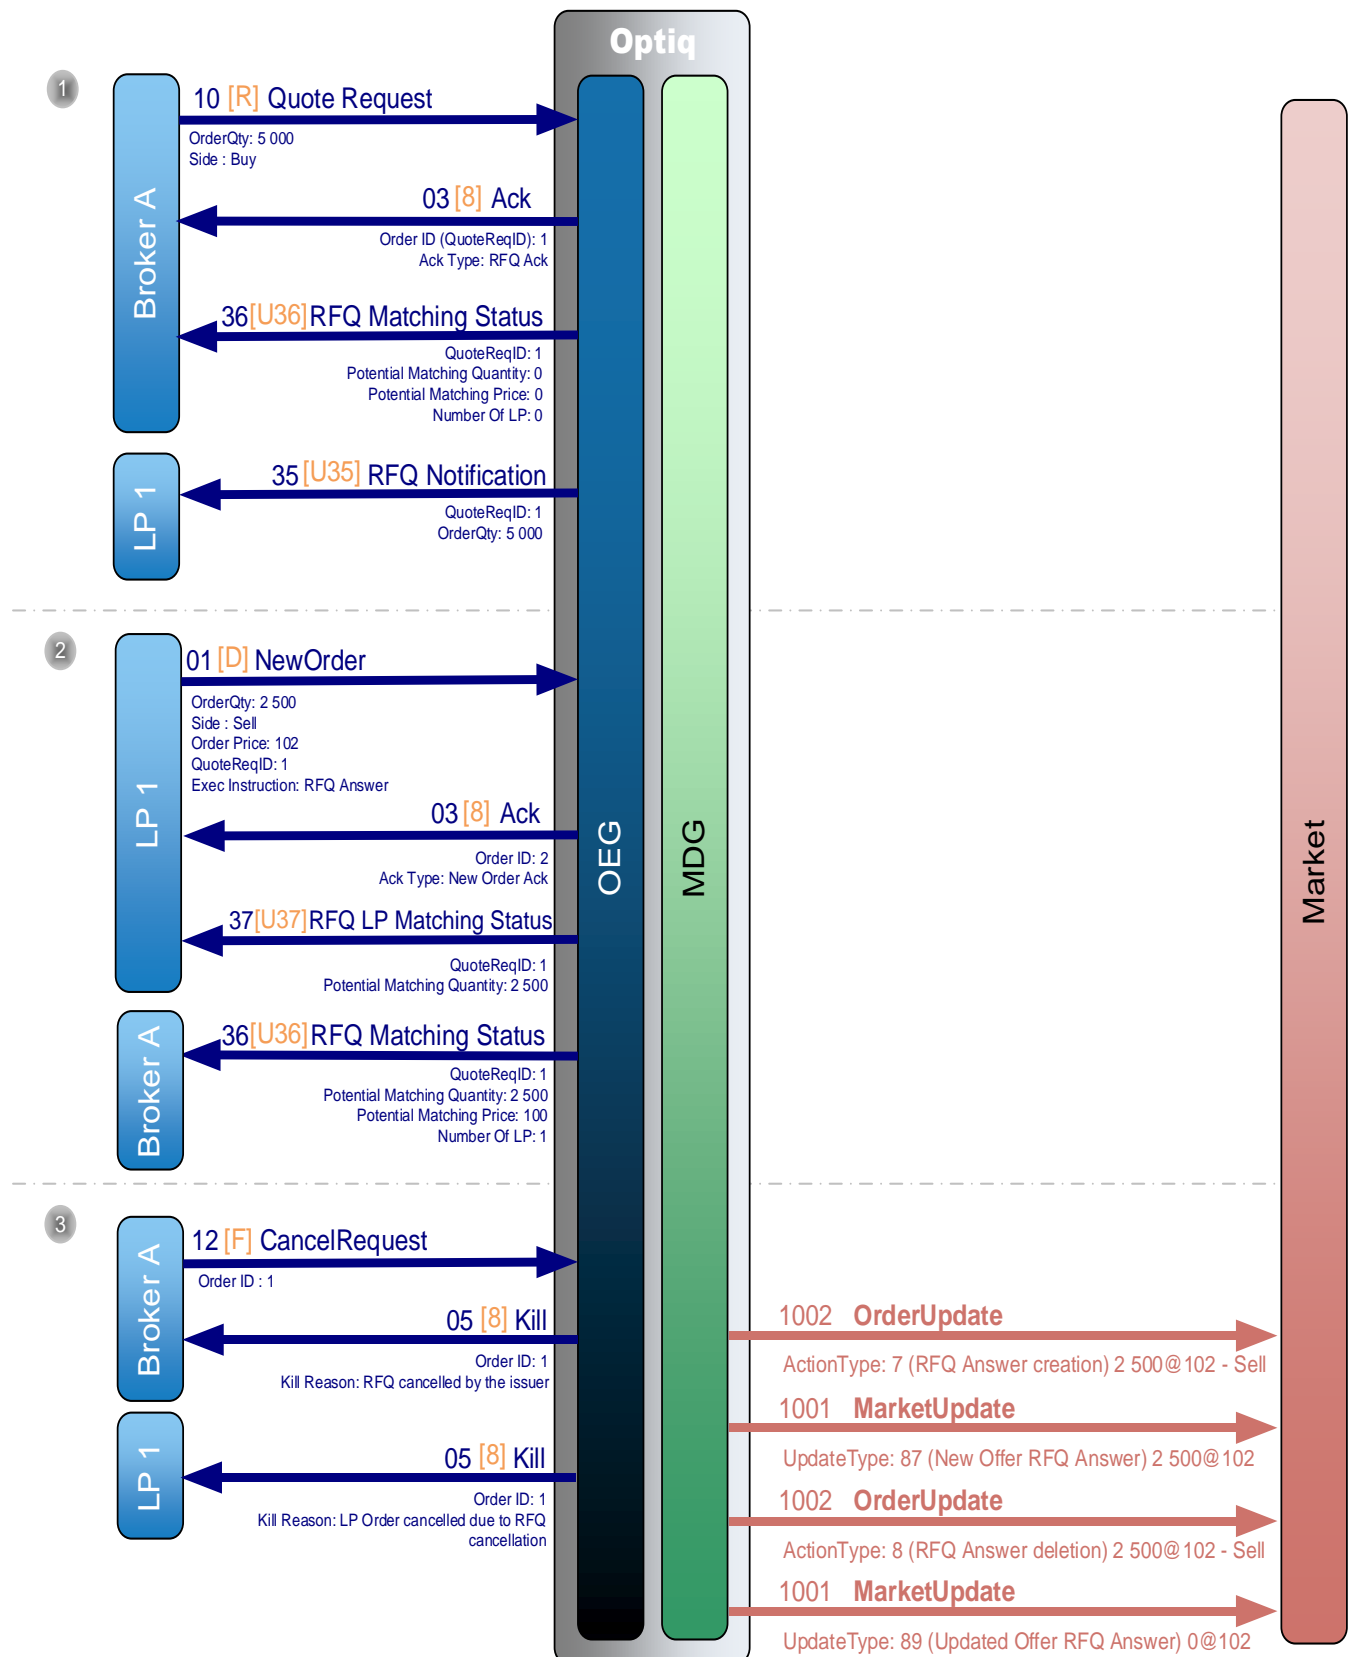 Optiq
1
10 [R] Quote Request
OrderQty: 5 000
Side : Buy
03 [8] Ack
Order ID (QuoteReqID): 1
Ack Type: RFQ Ack
Broker A
36[U36]RFQ Matching Status
QuoteReqID: 1
Potential Matching Quantity: 0
Potential Matching Price: 0
Number Of LP: 0
35 [U35] RFQ Notification
QuoteReqID: 1
OrderQty: 5 000
LP 1
2
01 [D] NewOrder
OrderQty: 2 500
Side : Sell
Order Price: 102
QuoteReqID: 1
Exec Instruction: RFQ Answer
LP 1
03 [8] Ack
Order ID: 2
Ack Type: New Order Ack
OEG
MDG
Market
37[U37]RFQ LP Matching Status
QuoteReqID: 1
Potential Matching Quantity: 2 500
36[U36]RFQ Matching Status
QuoteReqID: 1
Potential Matching Quantity: 2 500
Potential Matching Price: 100
Number Of LP: 1
Broker A
3
12 [F] CancelRequest
Order ID : 1
Broker A
05 [8] Kill
Order ID: 1
Kill Reason: RFQ cancelled by the issuer
1002 OrderUpdate
ActionType: 7 (RFQ Answer creation) 2 500@102 - Sell
1001 MarketUpdate
UpdateType: 87 (New Offer RFQ Answer) 2 500@102
LP 1
05 [8] Kill
Order ID: 1
Kill Reason: LP Order cancelled due to RFQ
cancellation
1002 OrderUpdate
ActionType: 8 (RFQ Answer deletion) 2 500@102 - Sell
1001 MarketUpdate
UpdateType: 89 (Updated Offer RFQ Answer) 0@102